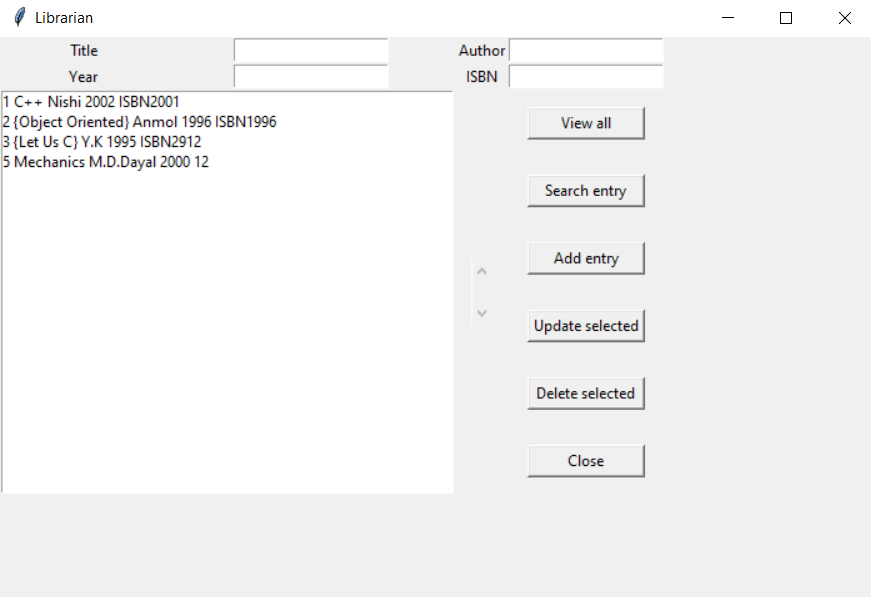 Librarian
Title
Author
Year
ISBN
1 C++ Nishi 2002 ISBN2001
2 {Object Oriented} Anmol 1996 ISBN1996
3 {Let Us C} Y.K 1995 ISBN2912
5 Mechanics M.D.Dayal 2000 12
View all
Search entry
Add entry
Update selected
Delete selected
Close